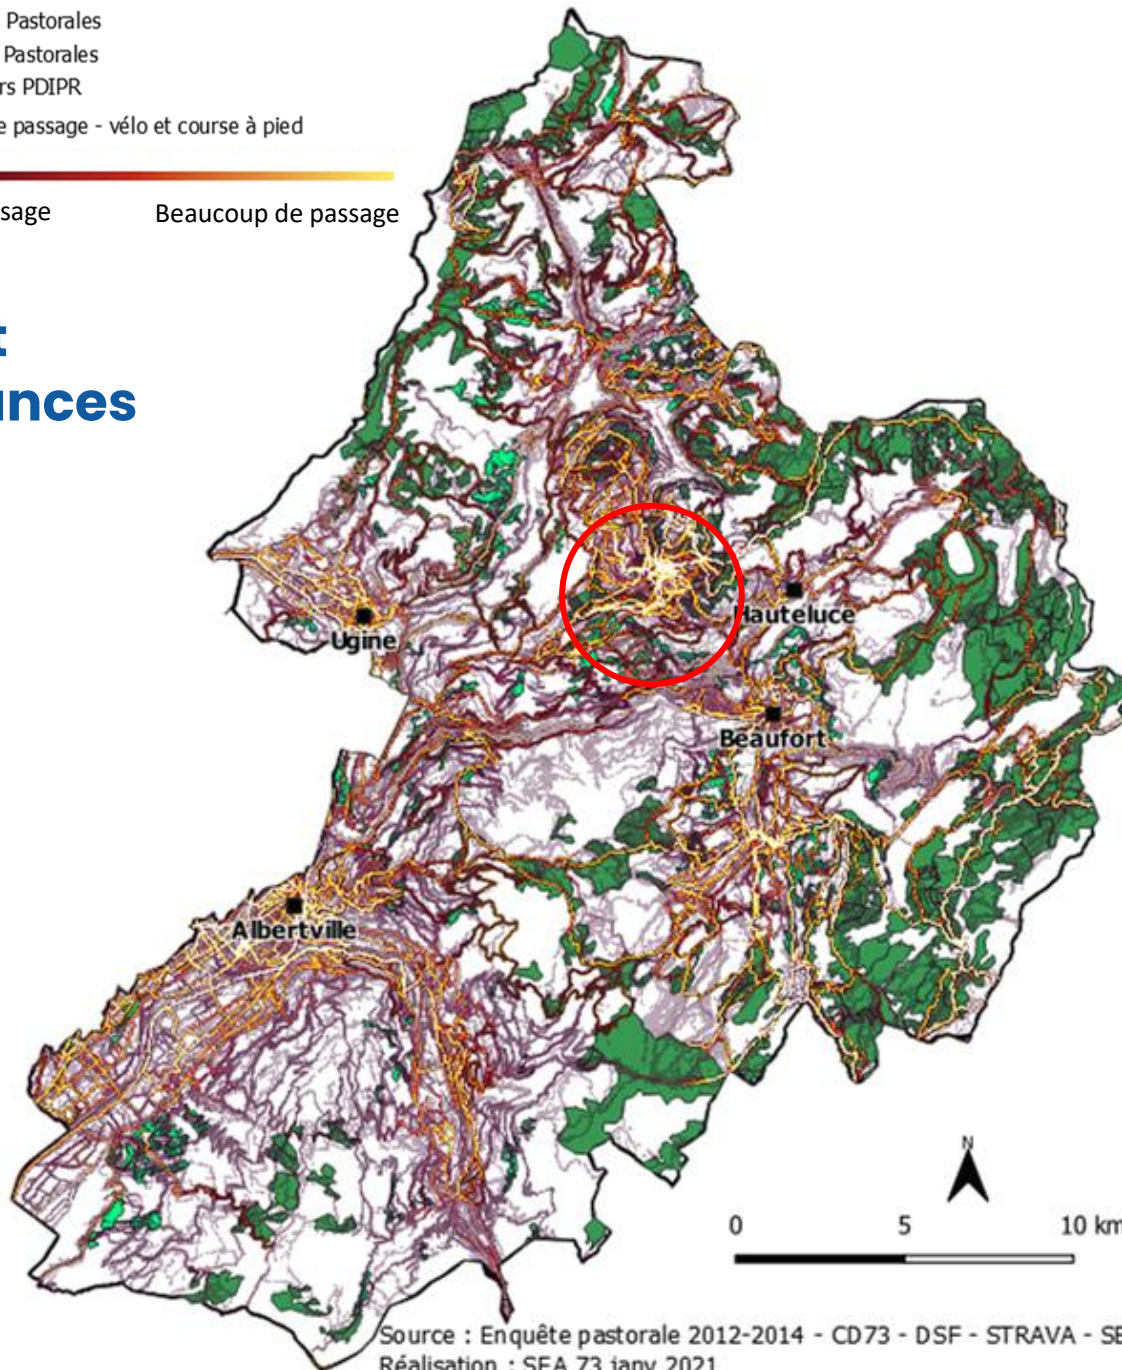 Pastorales
Pastorales
rs PDIPR
e passage - vélo et course à pied
sage
Beaucoup de passage
t
nces
Hauteluce
Ugine
Beaufort
Albertville
N
0 5 10 km
Source : Enquête pastorale 2012-2014 - CD73 - DSF - STRAVA - SE
Réalisation : SEA 73 janv 2021